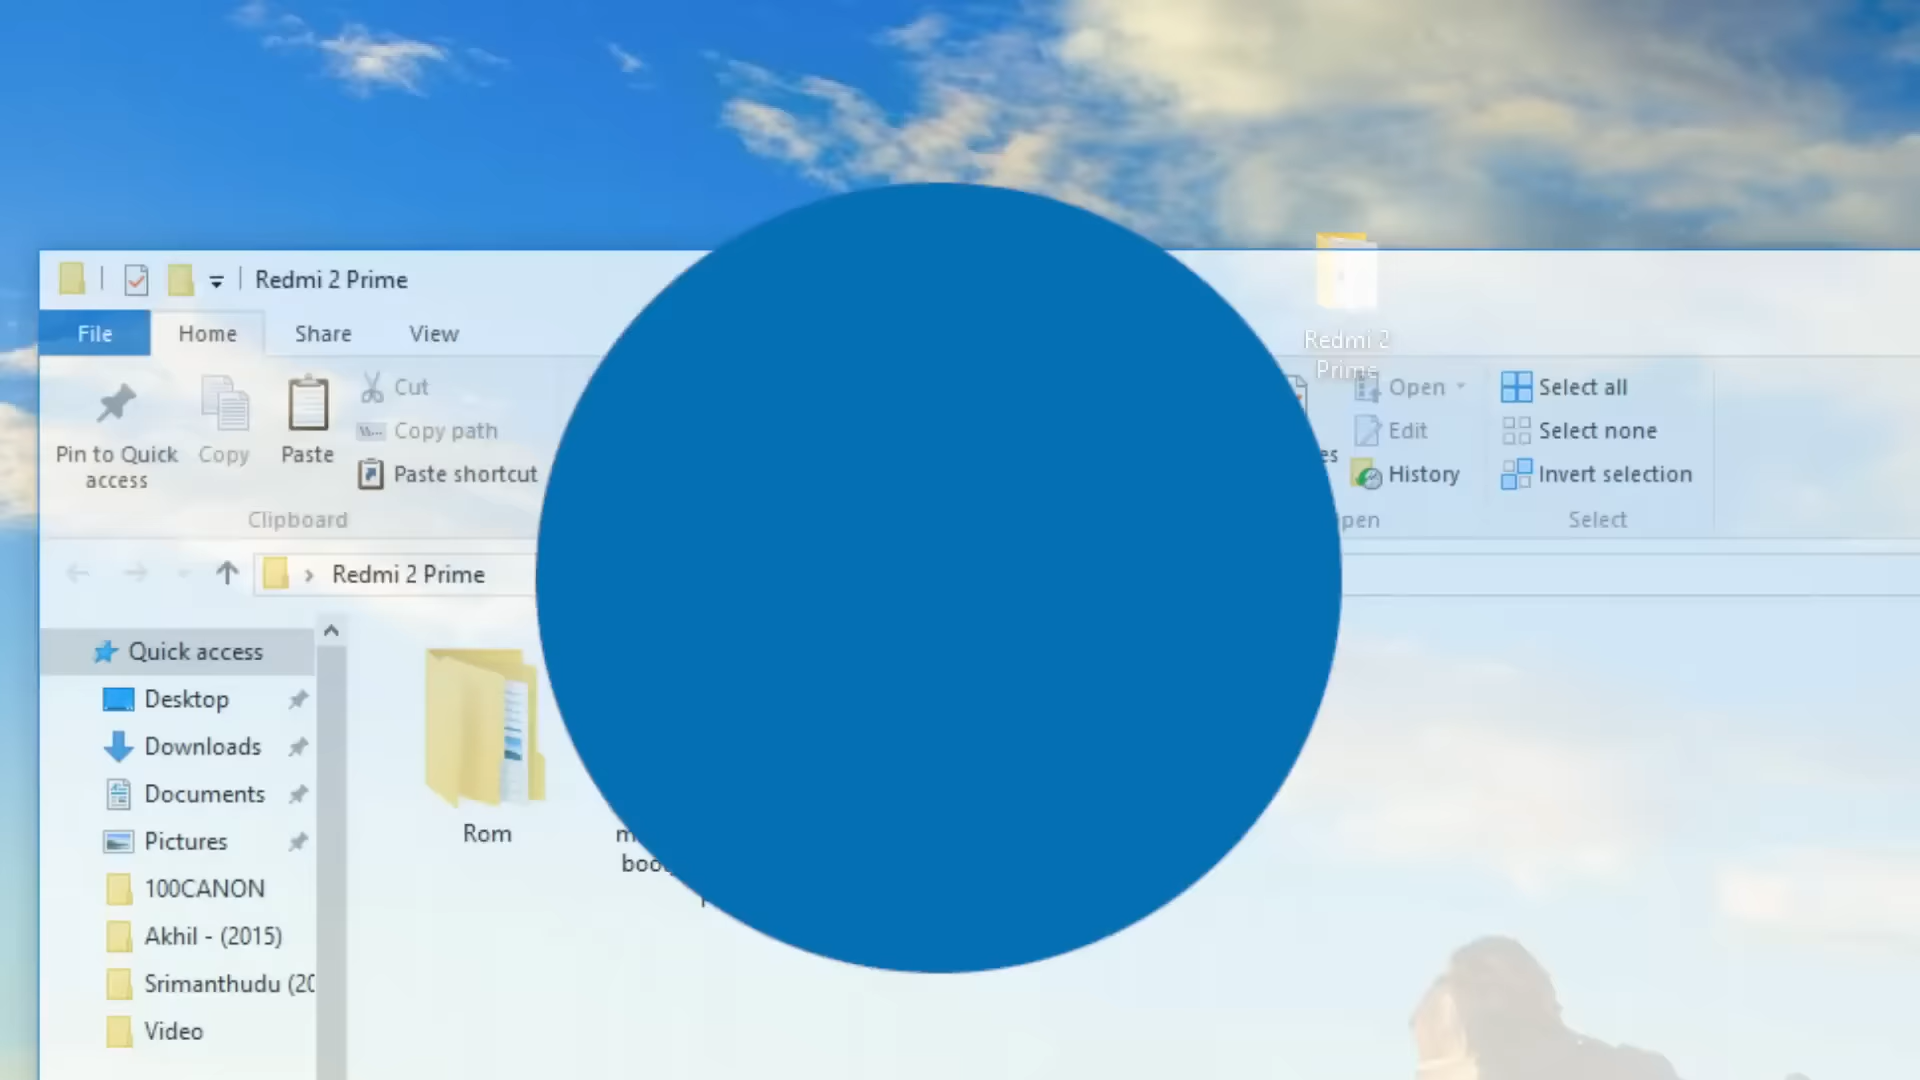 Redmi 2 Prime
Redmi 2
Prime
File Home Share View
Pin to Quick
access
Copy
Paste
Cut
Copy path
Paste shortcut
Clipboard
Open
Edit
History
Select all
Select none
Invert selection
Select
Redmi 2 Prime
Quick access
Desktop
Downloads
Documents
Pictures
100CANON
Akhil - (2015)
Srimanthudu (20
Video
Rom